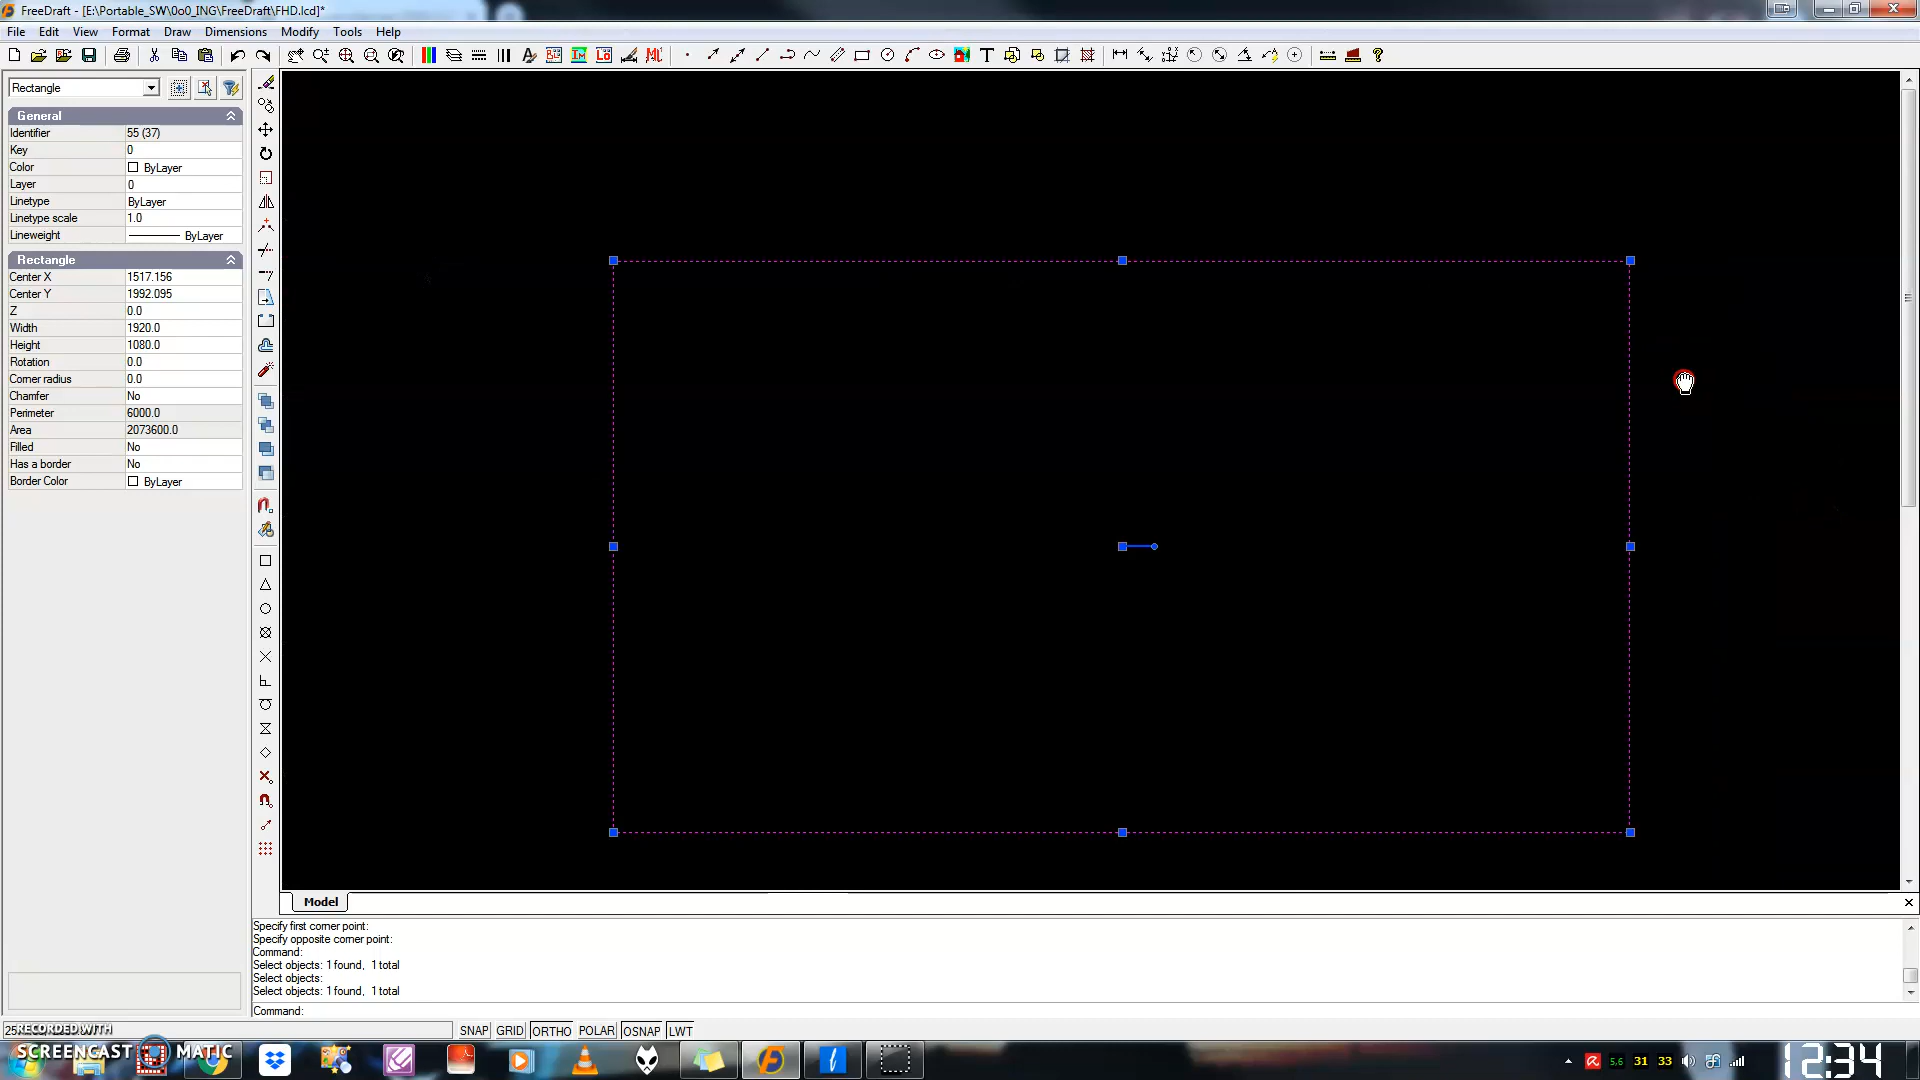 FreeDraft - [E:\Portable_SW\0o0_ING\FreeDraft\FHD.lcd]*
File Edit View Format Draw Dimensions Modify Tools Help
Rectangle
General
Identifier 55 (37)
Key 0
Color ByLayer
Layer 0
Linetype ByLayer
Linetype scale 1.0
Lineweight ByLayer
Rectangle
Center X 1517.156
Center Y 1992.095
Z 0.0
Width 1920.0
Height 1080.0
Rotation 0.0
Corner radius 0.0
Chamfer No
Perimeter 6000.0
Area 2073600.0
Filled No
Has a border No
Border Color ByLayer
Model
Specify first corner point:
Specify opposite corner point:
Command:
Select objects: 1 found, 1 total
Select objects:
Select objects: 1 found, 1 total
Command:
SNAP GRID ORTHO POLAR OSNAP LWT
RECORDED WITH
SCREENCAST MATIC
5.6 31 33 12:34